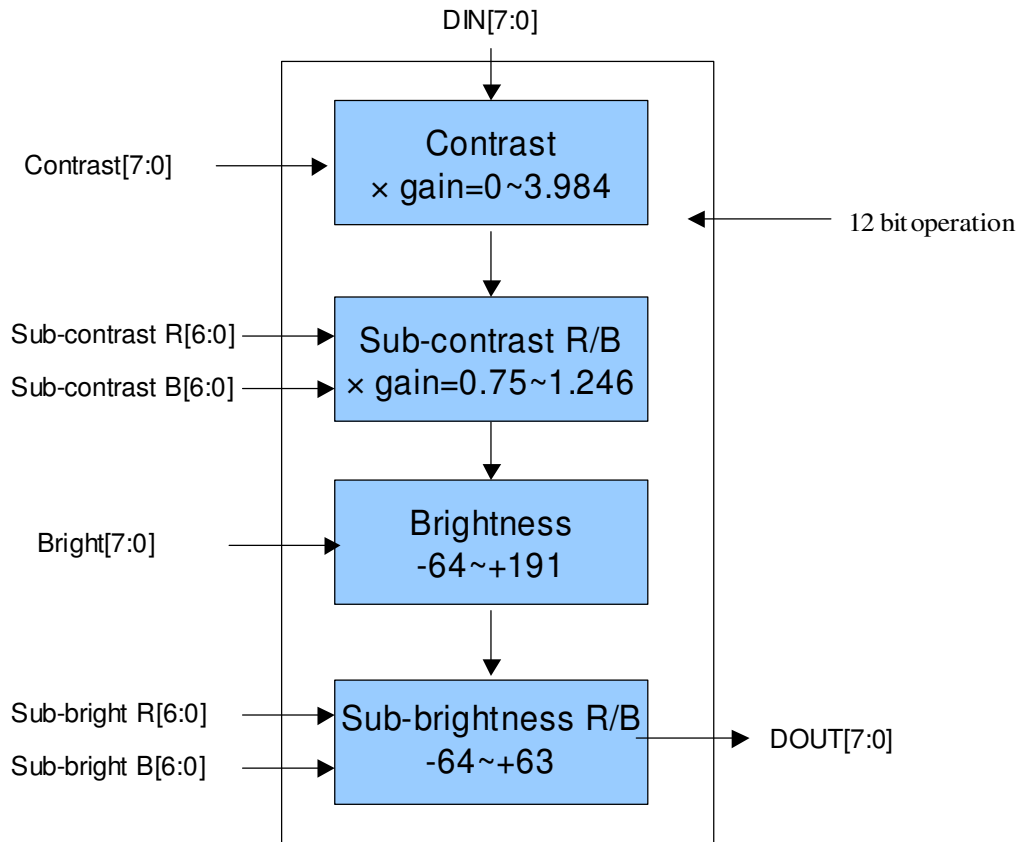 DIN[7:0]
Contrast
× gain=0~3.984
Contrast[7:0]
12 bit operation
Sub-contrast R[6:0]
Sub-contrast B[6:0]
Sub-contrast R/B
× gain=0.75~1.246
Bright[7:0]
Brightness
-64~+191
Sub-bright R[6:0]
Sub-bright B[6:0]
Sub-brightness R/B
-64~+63
DOUT[7:0]